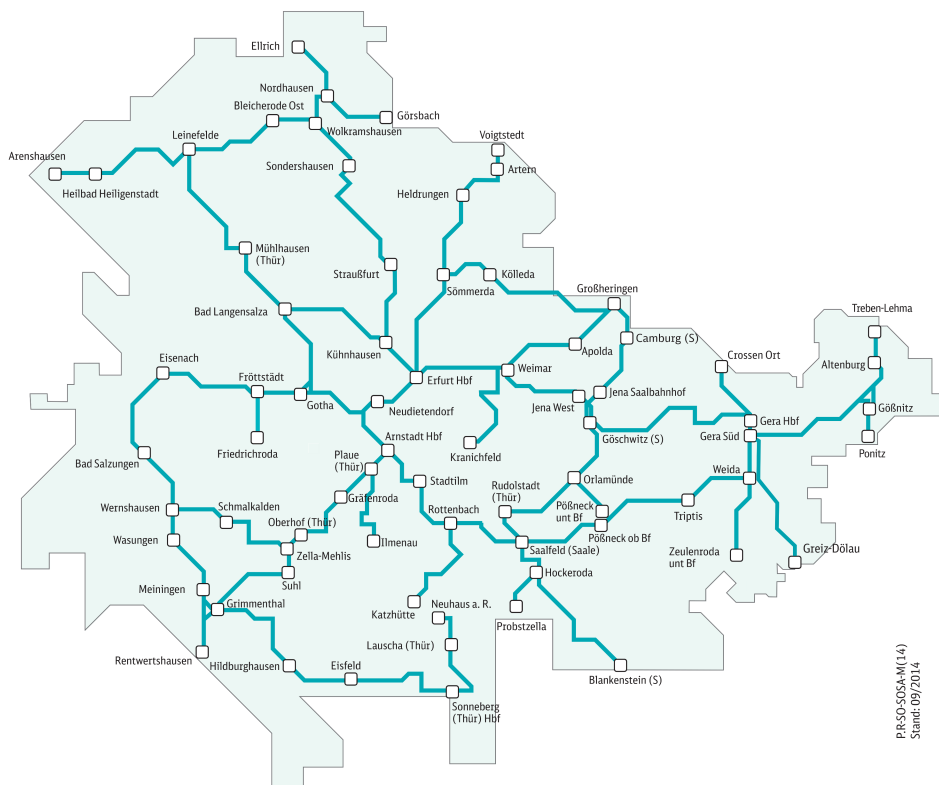 Ellrich
Nordhausen
Bleicherode Ost
Görsbach
Wolkramshausen
Leinefelde
Voigtstedt
Arenshausen
Sondershausen
Artern
Heilbad Heiligenstadt
Heldrungen
Mühlhausen
(Thür)
Straußfurt
Sömmerda
Kölleda
Großheringen
Treben-Lehma
Bad Langensalza
Camburg (S)
Kühnhausen
Apolda
Crossen Ort
Altenburg
Eisenach
Weimar
Fröttstädt
Erfurt Hbf
Jena Saalbahnhof
Gotha
Neudietendorf
Jena West
Gößnitz
Gera Hbf
Göschwitz (S)
Gera Süd
Friedrichroda
Arnstadt Hbf
Kranichfeld
Ponitz
Bad Salzungen
Plaue
(Thür)
Stadtilm
Weida
Rudolstadt
(Thür)
Orlamünde
Gräfenroda
Pößneck
unt Bf
Wernshausen
Schmalkalden
Rottenbach
Triptis
Oberhof (Thür)
Pößneck ob Bf
Wasungen
Ilmenau
Saalfeld (Saale)
Zeulenroda
unt Bf
Greiz-Dölau
Zella-Mehlis
Hockeroda
Suhl
Meiningen
Grimmenthal
Katzhütte
Neuhaus a. R.
Probstzella
Lauscha (Thür)
Rentwertshausen
Hildburghausen
Eisfeld
Blankenstein (S)
Sonneberg
(Thür) Hbf
P.R-SO-SOSA-M(14)
Stand: 09/2014